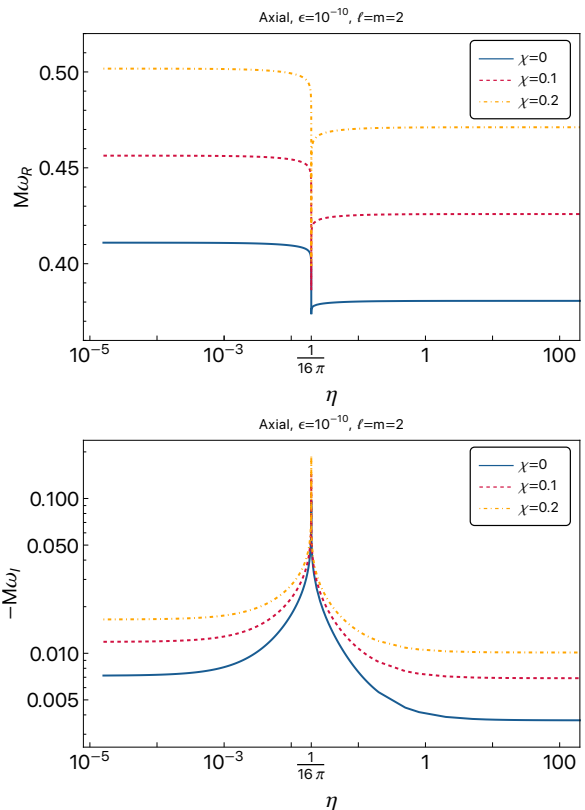 Axial, ϵ=10⁻¹⁰, ℓ=m=2
χ=0
χ=0.1
χ=0.2
0.50
0.45
0.40
Mω_R
10⁻⁵
10⁻³
1/16π
1
100
η
Axial, ϵ=10⁻¹⁰, ℓ=m=2
χ=0
χ=0.1
χ=0.2
0.100
0.050
0.010
0.005
−Mω_I
10⁻⁵
10⁻³
1/16π
1
100
η